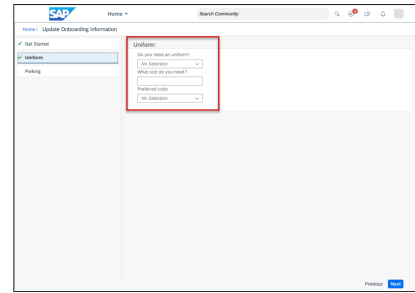 SAP
Home
Search Community
2
Home / Update Onboarding Information
Get Started
Uniform
Parking
Uniform:
Do you need an uniform?
No Selection
What size do you need?
Preferred color
No Selection
Previous
Next